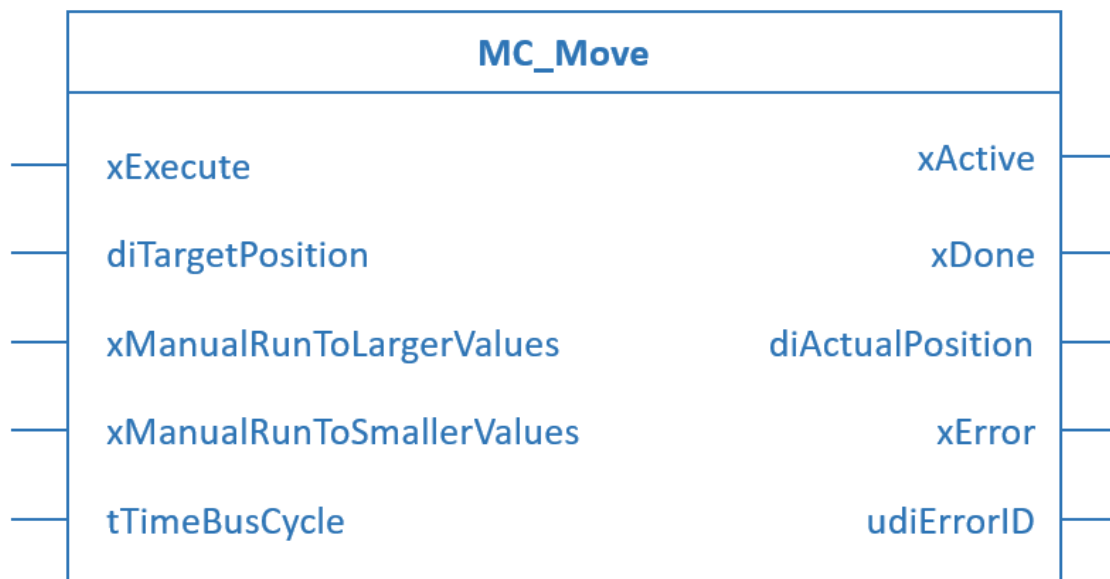 MC_Move
xExecute
xActive
diTargetPosition
xDone
xManualRunToLargerValues
diActualPosition
xManualRunToSmallerValues
xError
tTimeBusCycle
udiErrorID